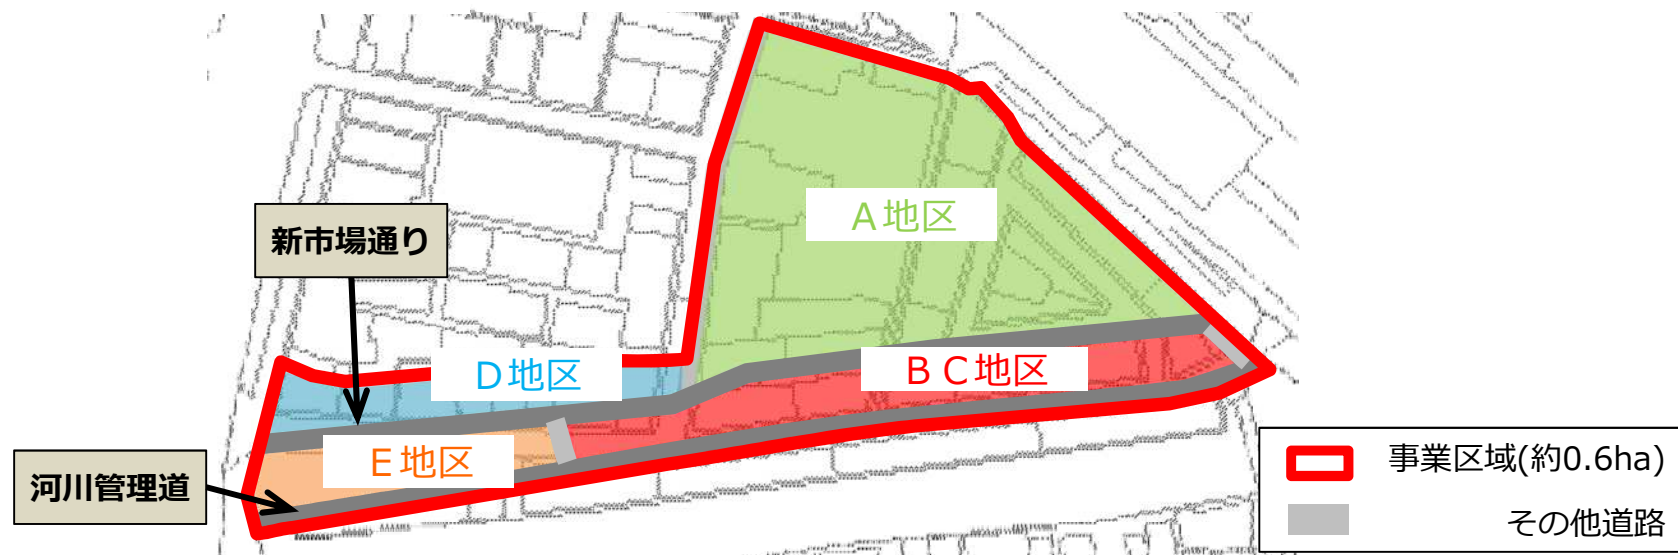 A地区
新市場通り
D地区
BC地区
E地区
河川管理道
事業区域(約0.6ha)
その他道路